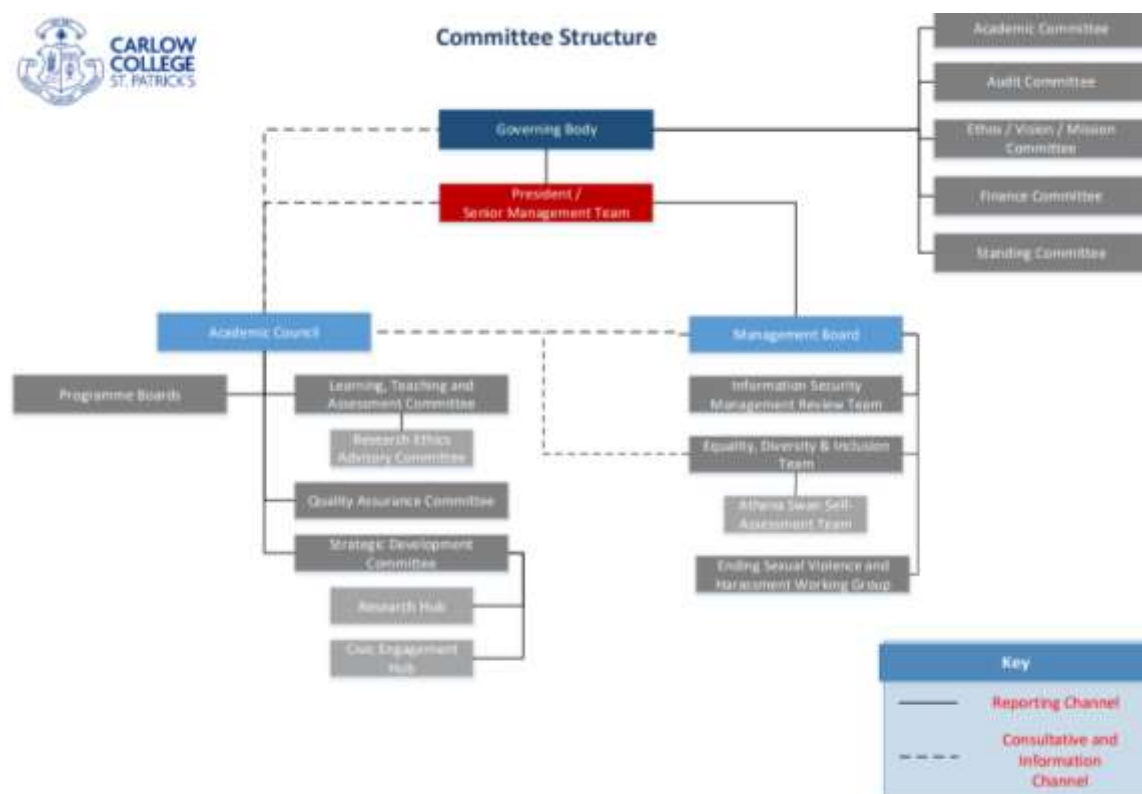 CARLOW
COLLEGE
ST. PATRICK'S
Committee Structure
Academic Committee
Audit Committee
Ethos / Vision / Mission
Committee
Finance Committee
Standing Committee
Governing Body
President /
Senior Management Team
Academic Council
Management Board
Programme Boards
Learning, Teaching and
Assessment Committee
Research Ethics
Advisory Committee
Quality Assurance Committee
Strategic Development
Committee
Research Hub
Civic Engagement
Hub
Information Security
Management Review Team
Equality, Diversity & Inclusion
Team
Athena Swan Self-
Assessment Team
Ending Sexual Violence and
Harassment Working Group
Key
Reporting Channel
Consultative and
Information
Channel